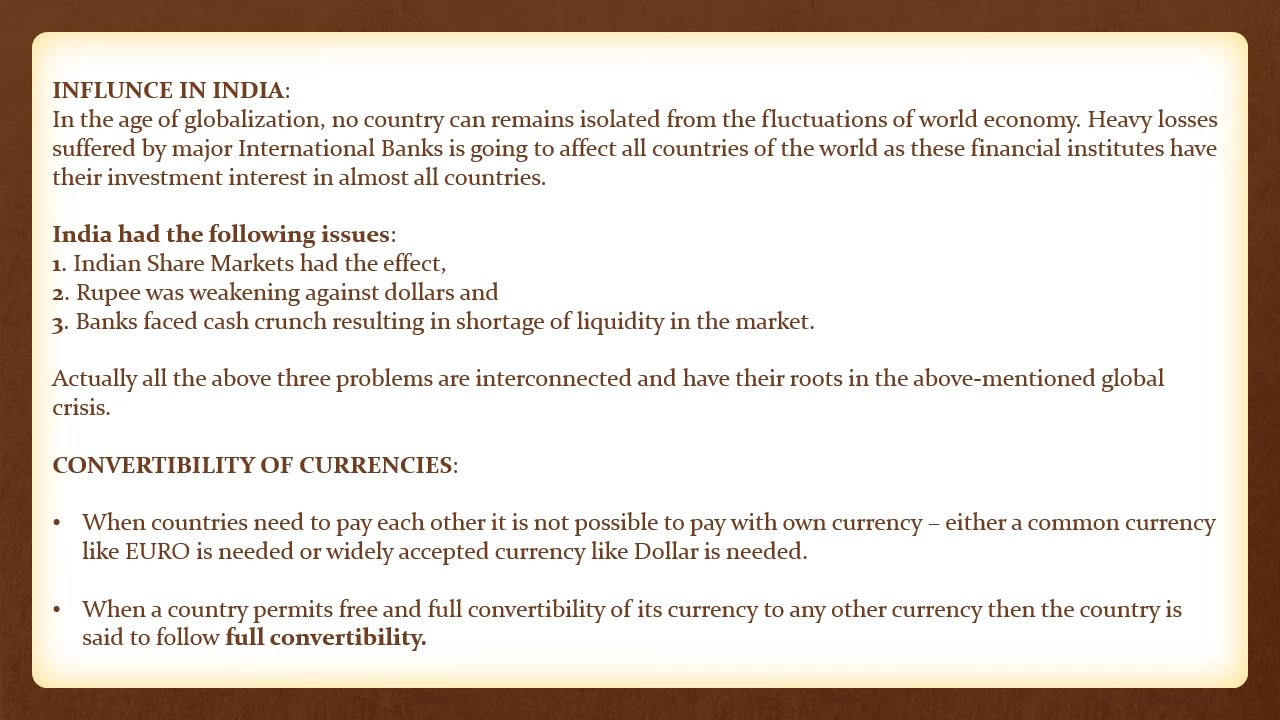 INFLUNCE IN INDIA:
In the age of globalization, no country can remains isolated from the fluctuations of world economy. Heavy losses
suffered by major International Banks is going to affect all countries of the world as these financial institutes have
their investment interest in almost all countries.
India had the following issues:
1. Indian Share Markets had the effect,
2. Rupee was weakening against dollars and
3. Banks faced cash crunch resulting in shortage of liquidity in the market.
Actually all the above three problems are interconnected and have their roots in the above-mentioned global
crisis.
CONVERTIBILITY OF CURRENCIES:
• When countries need to pay each other it is not possible to pay with own currency – either a common currency
like EURO is needed or widely accepted currency like Dollar is needed.
• When a country permits free and full convertibility of its currency to any other currency then the country is
said to follow full convertibility.